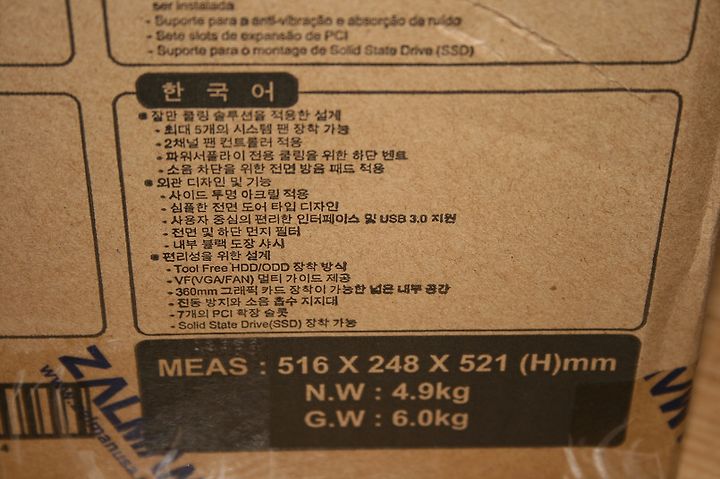 ser instalada
- Suporte para a anti-vibração e absorção de ruído
- Sete slots de expansão de PCI
- Suporte para o montage de Solid State Drive (SSD)
한 국 어
잘만 쿨링 솔루션을 적용한 설계
- 최대 5개의 시스템 팬 장착 가능
- 2채널 팬 컨트롤러 적용
- 파워서플라이 전용 쿨링을 위한 하단 벤트
- 소음 차단을 위한 전면 방음 패드 적용
외관 디자인 및 기능
- 사이드 투명 아크릴 적용
- 심플한 전면 도어 타입 디자인
- 사용자 중심의 편리한 인터페이스 및 USB 3.0 지원
- 전면 및 하단 먼지 필터
- 내부 블랙 도장 샤시
편리성을 위한 설계
- Tool Free HDD/ODD 장착 방식
- VF(VGA/FAN) 멀티 가이드 제공
- 360mm 그래픽 카드 장착이 가능한 넓은 내부 공간
- 진동 방지와 소음 흡수 지지대
- 7개의 PCI 확장 슬롯
- Solid State Drive(SSD) 장착 가능
MEAS : 516 X 248 X 521 (H)mm
N.W : 4.9kg
G.W : 6.0kg
ZALMAN